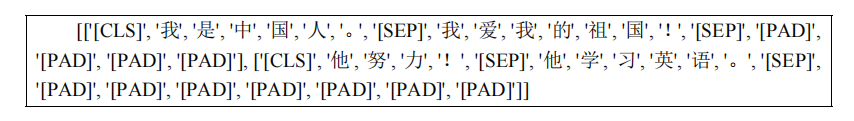 [['[CLS]', '我', '是', '中', '国', '人', '。', '[SEP]', '我', '爱', '我', '的', '祖', '国', '！', '[SEP]', '[PAD]',
'[PAD]', '[PAD]', '[PAD]'], ['[CLS]', '他', '努', '力', '！', '[SEP]', '他', '学', '习', '英', '语', '。', '[SEP]',
'[PAD]', '[PAD]', '[PAD]', '[PAD]', '[PAD]', '[PAD]', '[PAD]']]